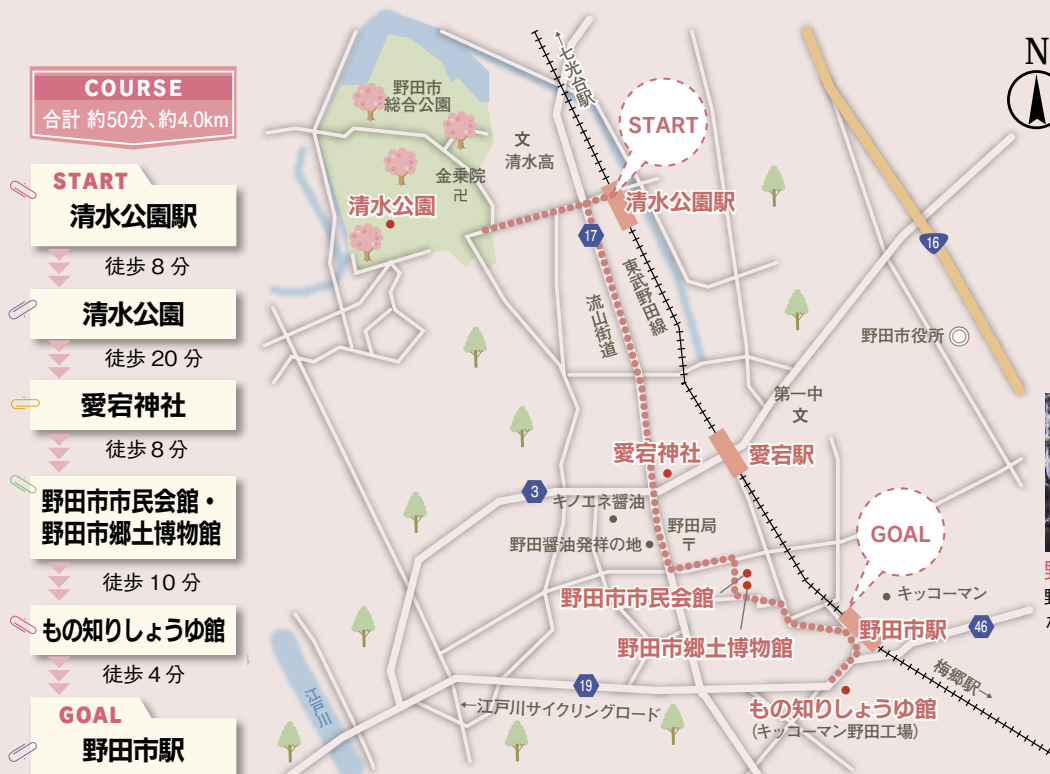 COURSE
合計 約50分、約4.0km
START
清水公園駅
徒歩 8 分
清水公園
徒歩 20 分
愛宕神社
徒歩 8 分
野田市市民会館・
野田市郷土博物館
徒歩 10 分
もの知りしょうゆ館
徒歩 4 分
GOAL
野田市駅
←七光台駅
N
野田市
総合公園
START
文
清水高
金乗院
卍
清水公園
清水公園駅
17
16
東武野田線
流山街道
野田市役所
第一中
文
愛宕神社
愛宕駅
3
キノエネ醤油
野田局
〒
野田醤油発祥の地
GOAL
キッコーマン
野田市市民会館
野田市駅
46
野田市郷土博物館
梅郷駅→
19
江戸川
←江戸川サイクリングロード
もの知りしょうゆ館
(キッコーマン野田工場)